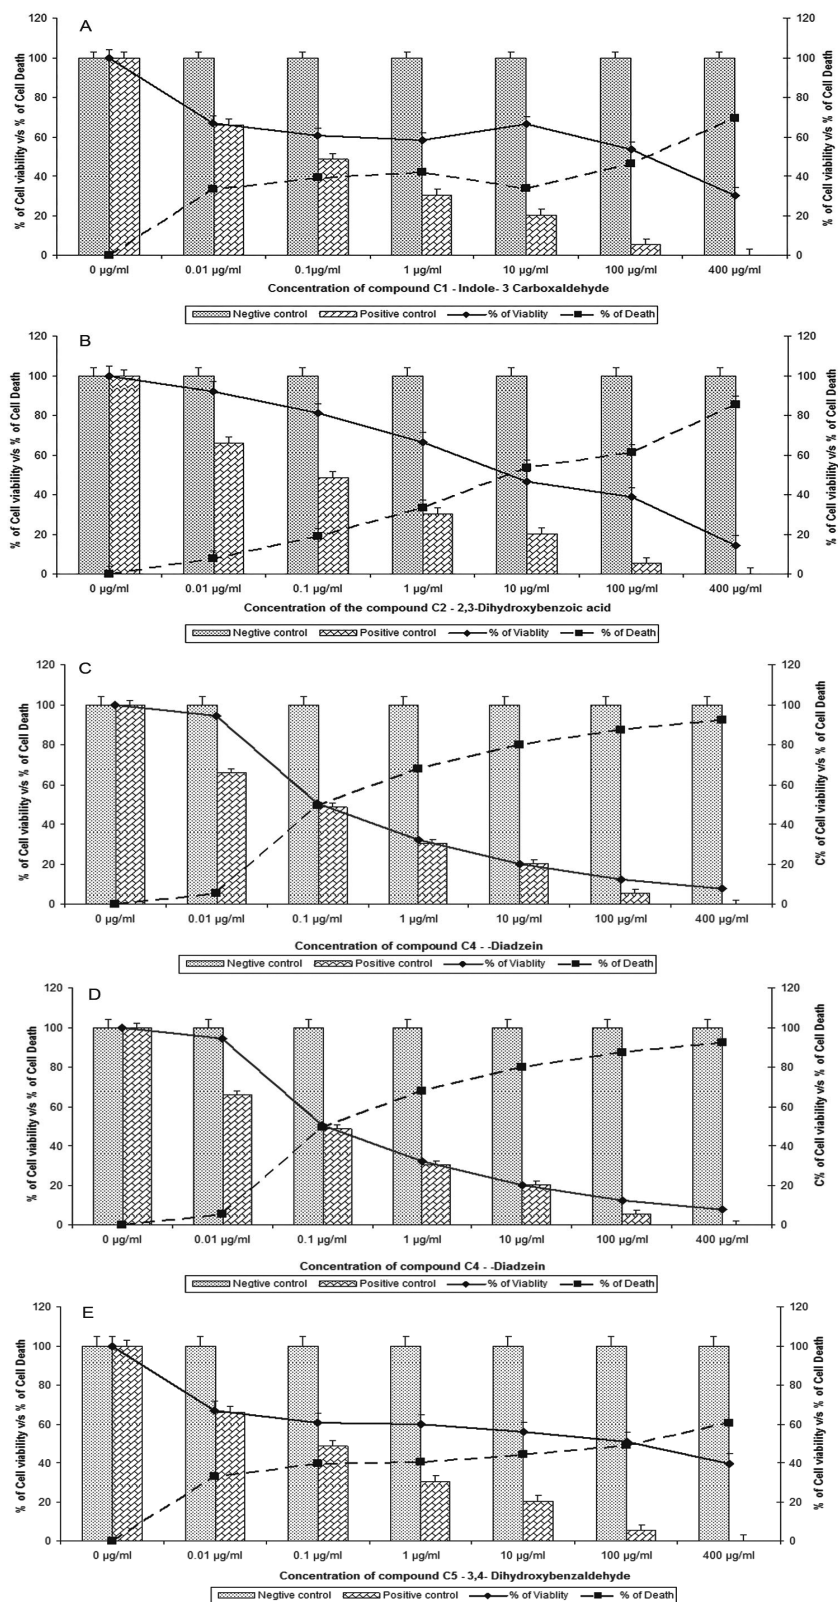 A
% of Cell viability v/s % of Cell Death
120
100
80
60
40
20
0
120
100
80
60
40
20
0
% of Cell viability v/s % of Cell Death
0 µg/ml 0.01 µg/ml 0.1µg/ml 1 µg/ml 10 µg/ml 100 µg/ml 400 µg/ml
Concentration of compound C1 - Indole- 3 Carboxaldehyde
Negtive control Positive control % of Viablity % of Death
B
% of Cell viability v/s % of Cell Death
120
100
80
60
40
20
0
120
100
80
60
40
20
0
% of Cell viability v/s % of Cell Death
0 µg/ml 0.01 µg/ml 0.1 µg/ml 1 µg/ml 10 µg/ml 100 µg/ml 400 µg/ml
Concentration of the compound C2 - 2,3-Dihydroxybenzoic acid
Negtive control Positive control % of Viablity % of Death
C
% of Cell viability v/s % of Cell Death
120
100
80
60
40
20
0
120
100
80
60
40
20
0
C% of Cell viability v/s % of Cell Death
0 µg/ml 0.01 µg/ml 0.1 µg/ml 1 µg/ml 10 µg/ml 100 µg/ml 400 µg/ml
Concentration of compound C4 - -Diadzein
Negtive control Positive control % of Viablity % of Death
D
% of Cell viability v/s % of Cell Death
120
100
80
60
40
20
0
120
100
80
60
40
20
0
C% of Cell viability v/s % of Cell Death
0 µg/ml 0.01 µg/ml 0.1 µg/ml 1 µg/ml 10 µg/ml 100 µg/ml 400 µg/ml
Concentration of compound C4 - -Diadzein
Negtive control Positive control % of Viablity % of Death
E
% of Cell viability v/s % of Cell Death
120
100
80
60
40
20
0
120
100
80
60
40
20
0
% of Cell viability v/s % of Cell Death
0 µg/ml 0.01 µg/ml 0.1 µg/ml 1 µg/ml 10 µg/ml 100 µg/ml 400 µg/ml
Concentration of compound C5 - 3,4- Dihydroxybenzaldehyde
Negtive control Positive control % of Viablity % of Death